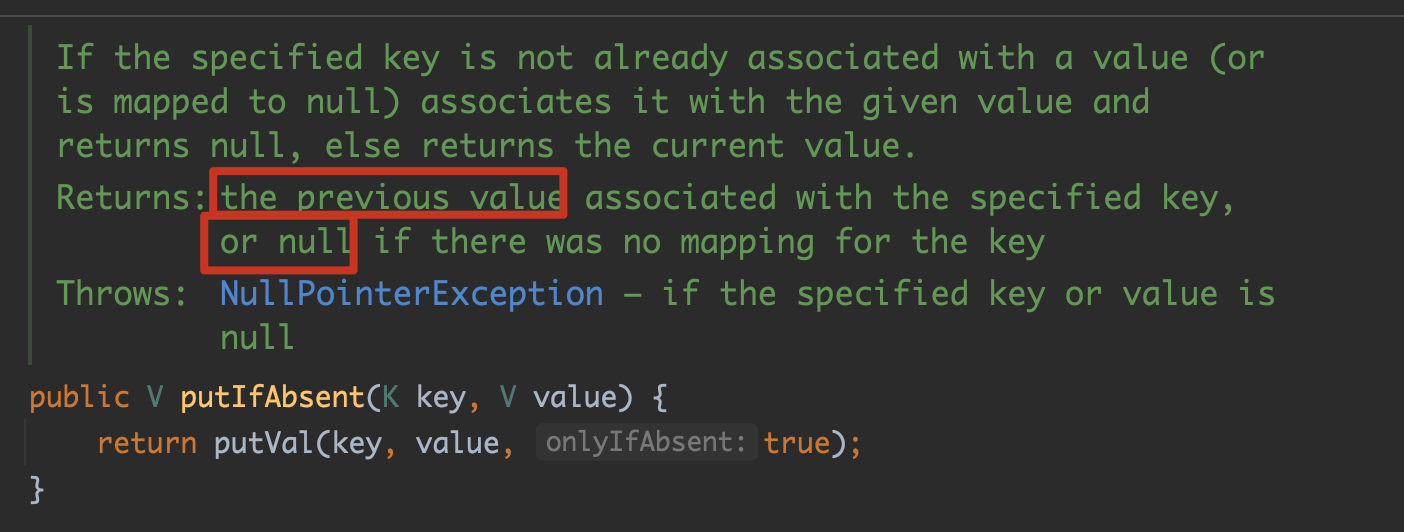 If the specified key is not already associated with a value (or
is mapped to null) associates it with the given value and
returns null, else returns the current value.
Returns: the previous value associated with the specified key,
or null if there was no mapping for the key
Throws: NullPointerException – if the specified key or value is
null
public V putIfAbsent(K key, V value) {
return putVal(key, value, onlyIfAbsent: true);
}